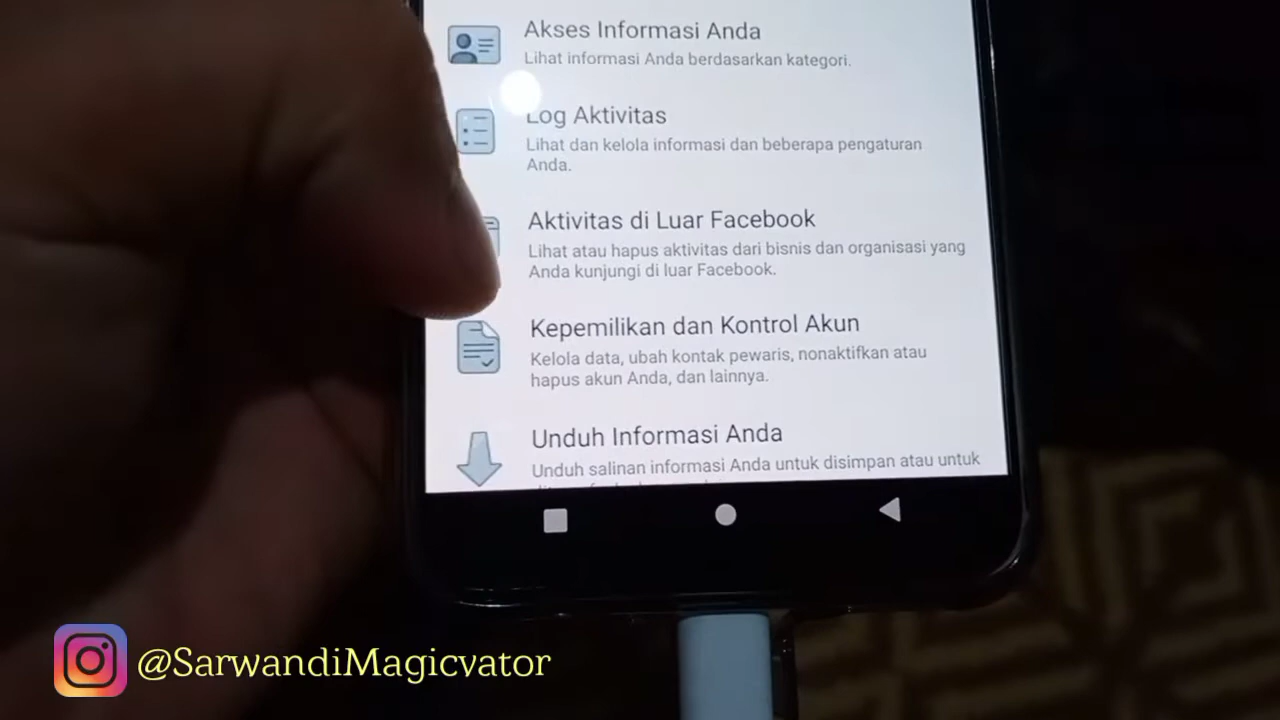 Akses Informasi Anda
Lihat informasi Anda berdasarkan kategori.
Log Aktivitas
Lihat dan kelola informasi dan beberapa pengaturan
Anda.
Aktivitas di Luar Facebook
Lihat atau hapus aktivitas dari bisnis dan organisasi yang
Anda kunjungi di luar Facebook.
Kepemilikan dan Kontrol Akun
Kelola data, ubah kontak pewaris, nonaktifkan atau
hapus akun Anda, dan lainnya.
Unduh Informasi Anda
Unduh salinan informasi Anda untuk disimpan atau untuk
@SarwandiMagicvator